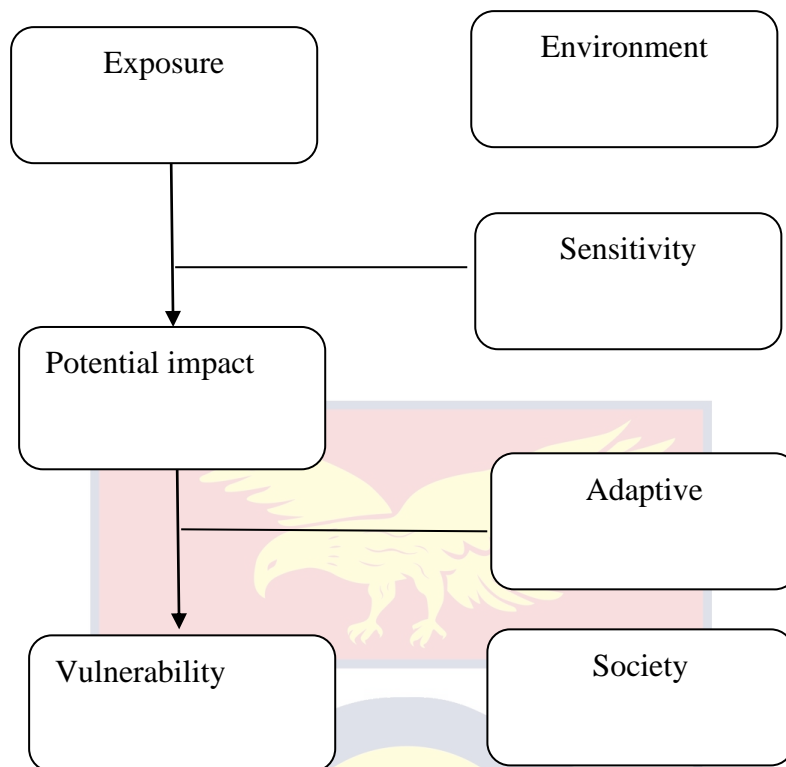 Exposure
Environment
Sensitivity
Potential impact
Adaptive
Vulnerability
Society